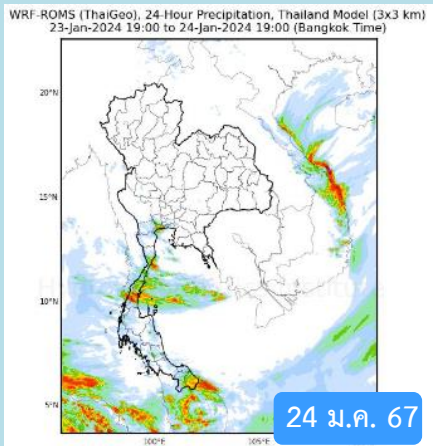 WRF-ROMS (ThaiGeo), 24-Hour Precipitation, Thailand Model (3x3 km)
23-Jan-2024 19:00 to 24-Jan-2024 19:00 (Bangkok Time)
20°N
15°N
10°N
5°N
100°E
105°E
24 ม.ค. 67